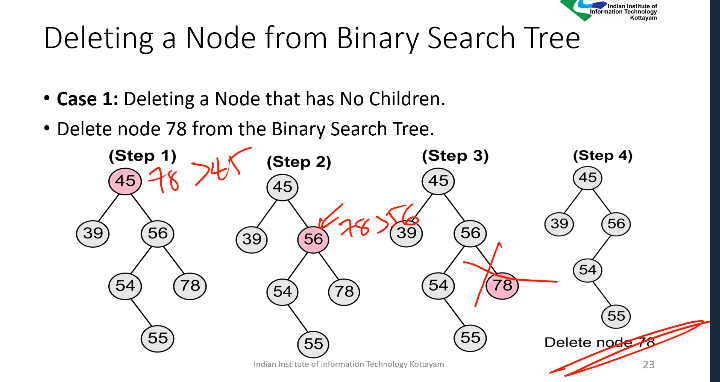 Indian Institute of
Information Technology
Kottayam
Deleting a Node from Binary Search Tree
• Case 1: Deleting a Node that has No Children.
• Delete node 78 from the Binary Search Tree.
(Step 1)
45
78 >45
39
56
54
78
55
(Step 2)
45
39
56
78>56
54
78
55
(Step 3)
45
39
56
54
78
55
(Step 4)
45
39
56
54
55
Delete node 78
Indian Institute of Information Technology Kottayam
23